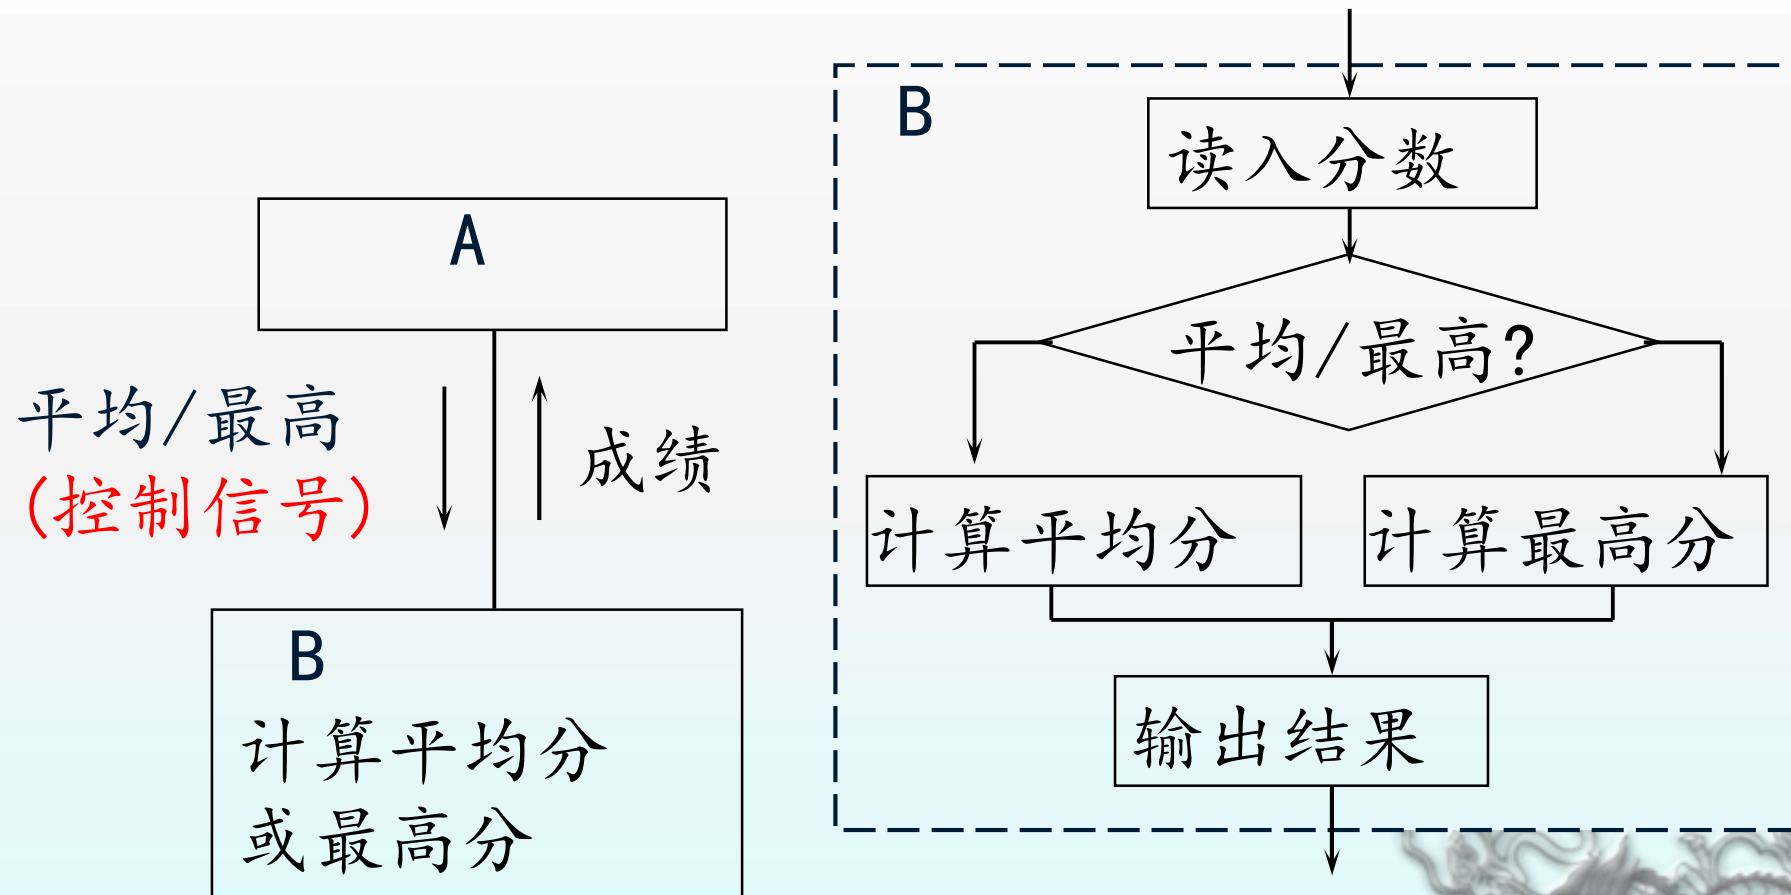 A
平均/最高
(控制信号)
成绩
B
计算平均分
或最高分
B
读入分数
平均/最高?
计算平均分
计算最高分
输出结果